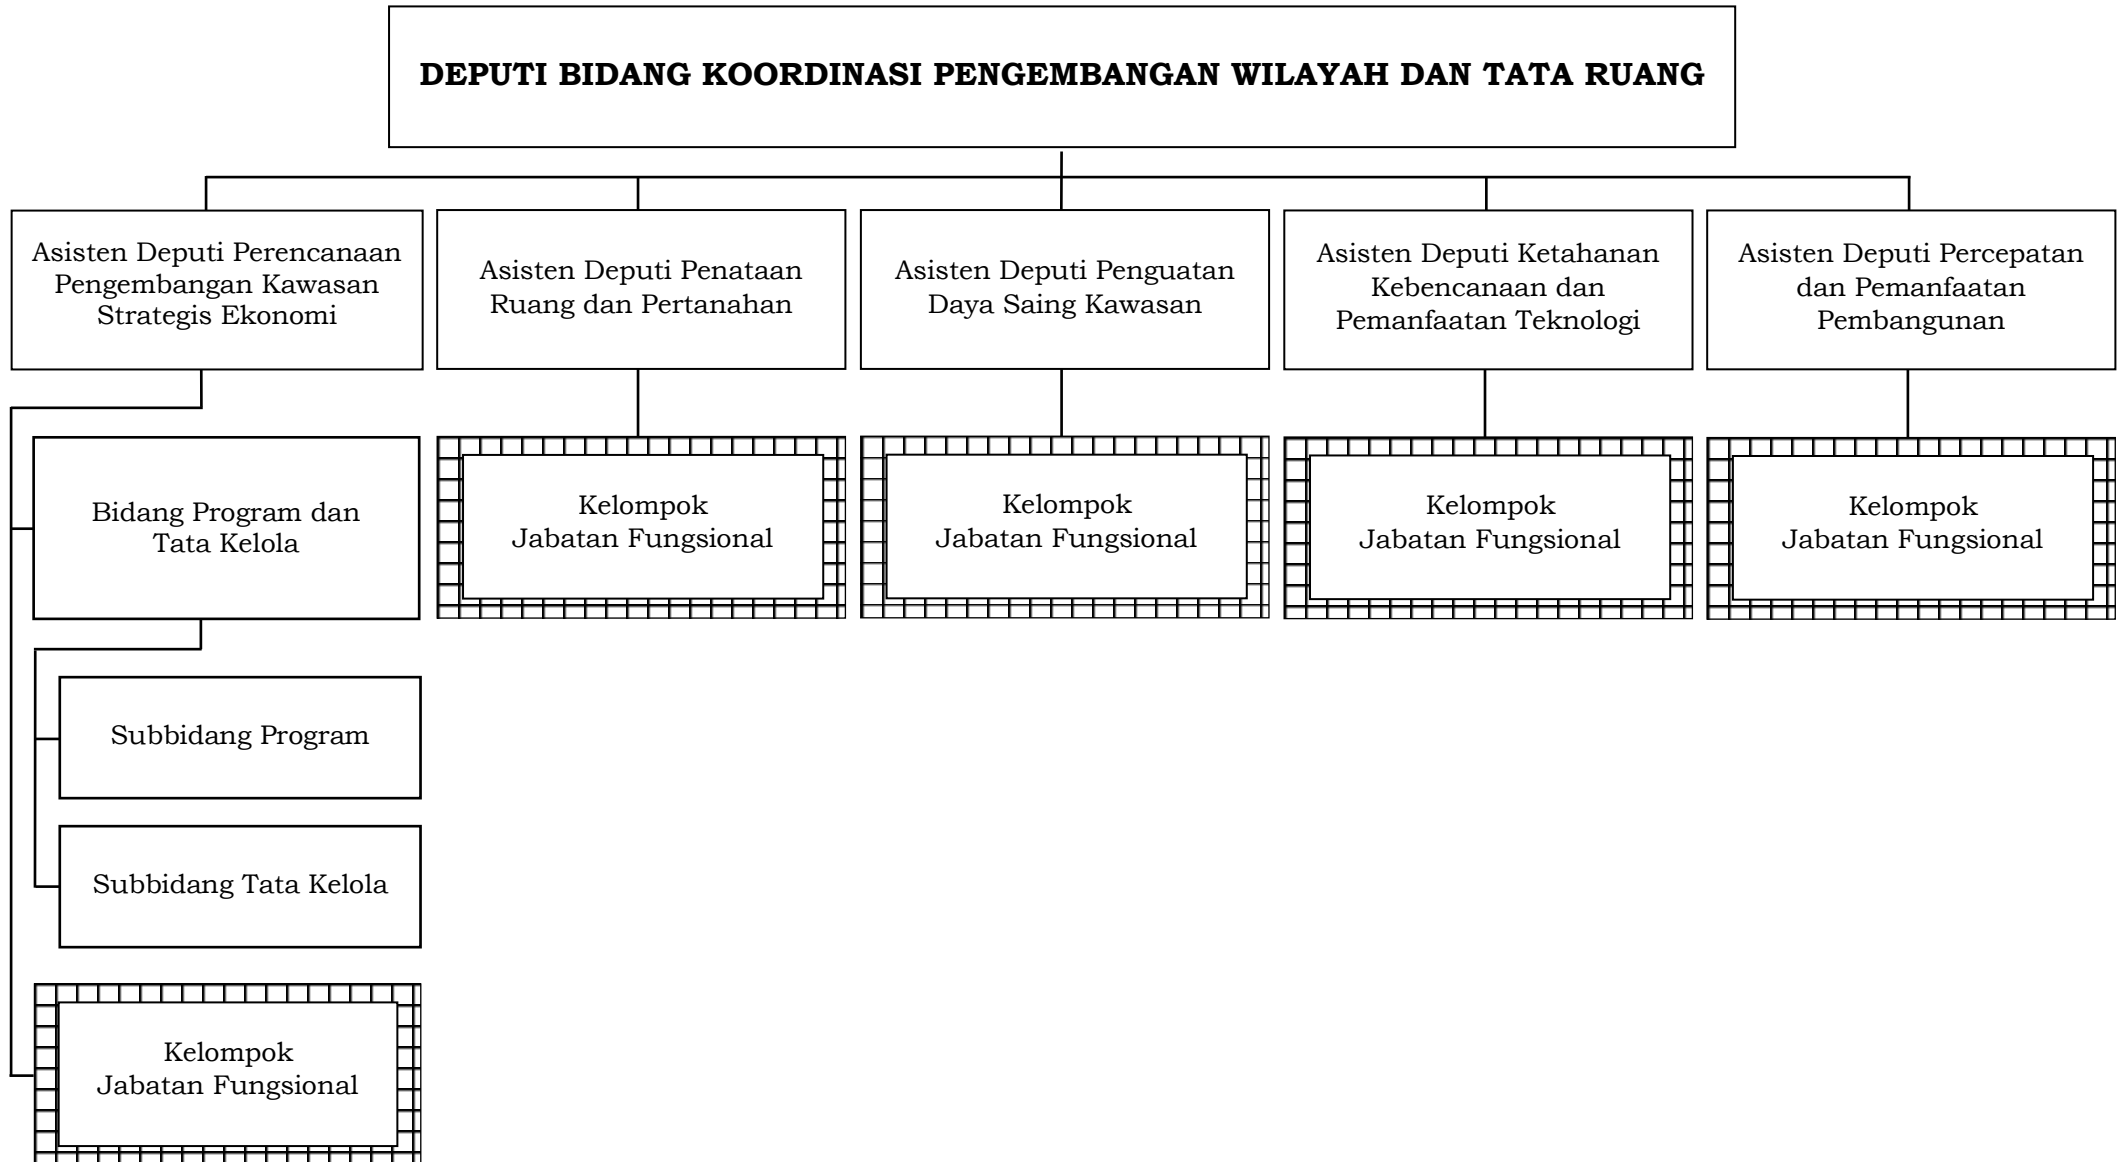 DEPUTI BIDANG KOORDINASI PENGEMBANGAN WILAYAH DAN TATA RUANG
Asisten Deputi Perencanaan
Pengembangan Kawasan
Strategis Ekonomi
Asisten Deputi Penataan
Ruang dan Pertanahan
Asisten Deputi Penguatan
Daya Saing Kawasan
Asisten Deputi Ketahanan
Kebencanaan dan
Pemanfaatan Teknologi
Asisten Deputi Percepatan
dan Pemanfaatan
Pembangunan
Bidang Program dan
Tata Kelola
Kelompok
Jabatan Fungsional
Kelompok
Jabatan Fungsional
Kelompok
Jabatan Fungsional
Kelompok
Jabatan Fungsional
Subbidang Program
Subbidang Tata Kelola
Kelompok
Jabatan Fungsional